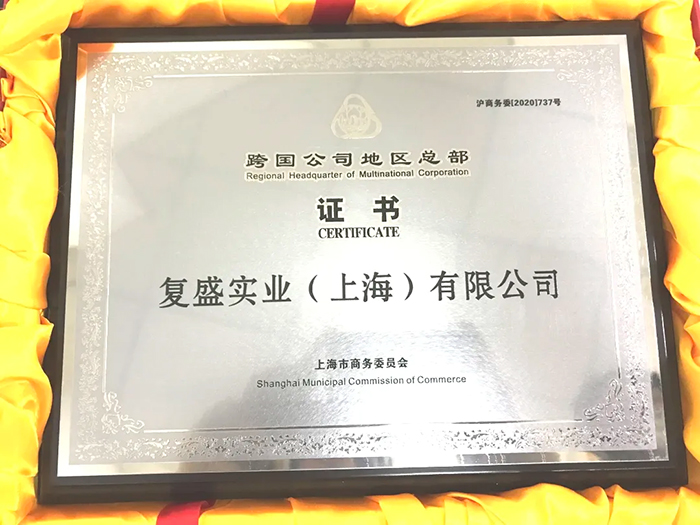 沪商务委[2020]737号
跨国公司地区总部
Regional Headquarter of Multinational Corporation
证书
CERTIFICATE
复盛实业（上海）有限公司
上海市商务委员会
Shanghai Municipal Commission of Commerce